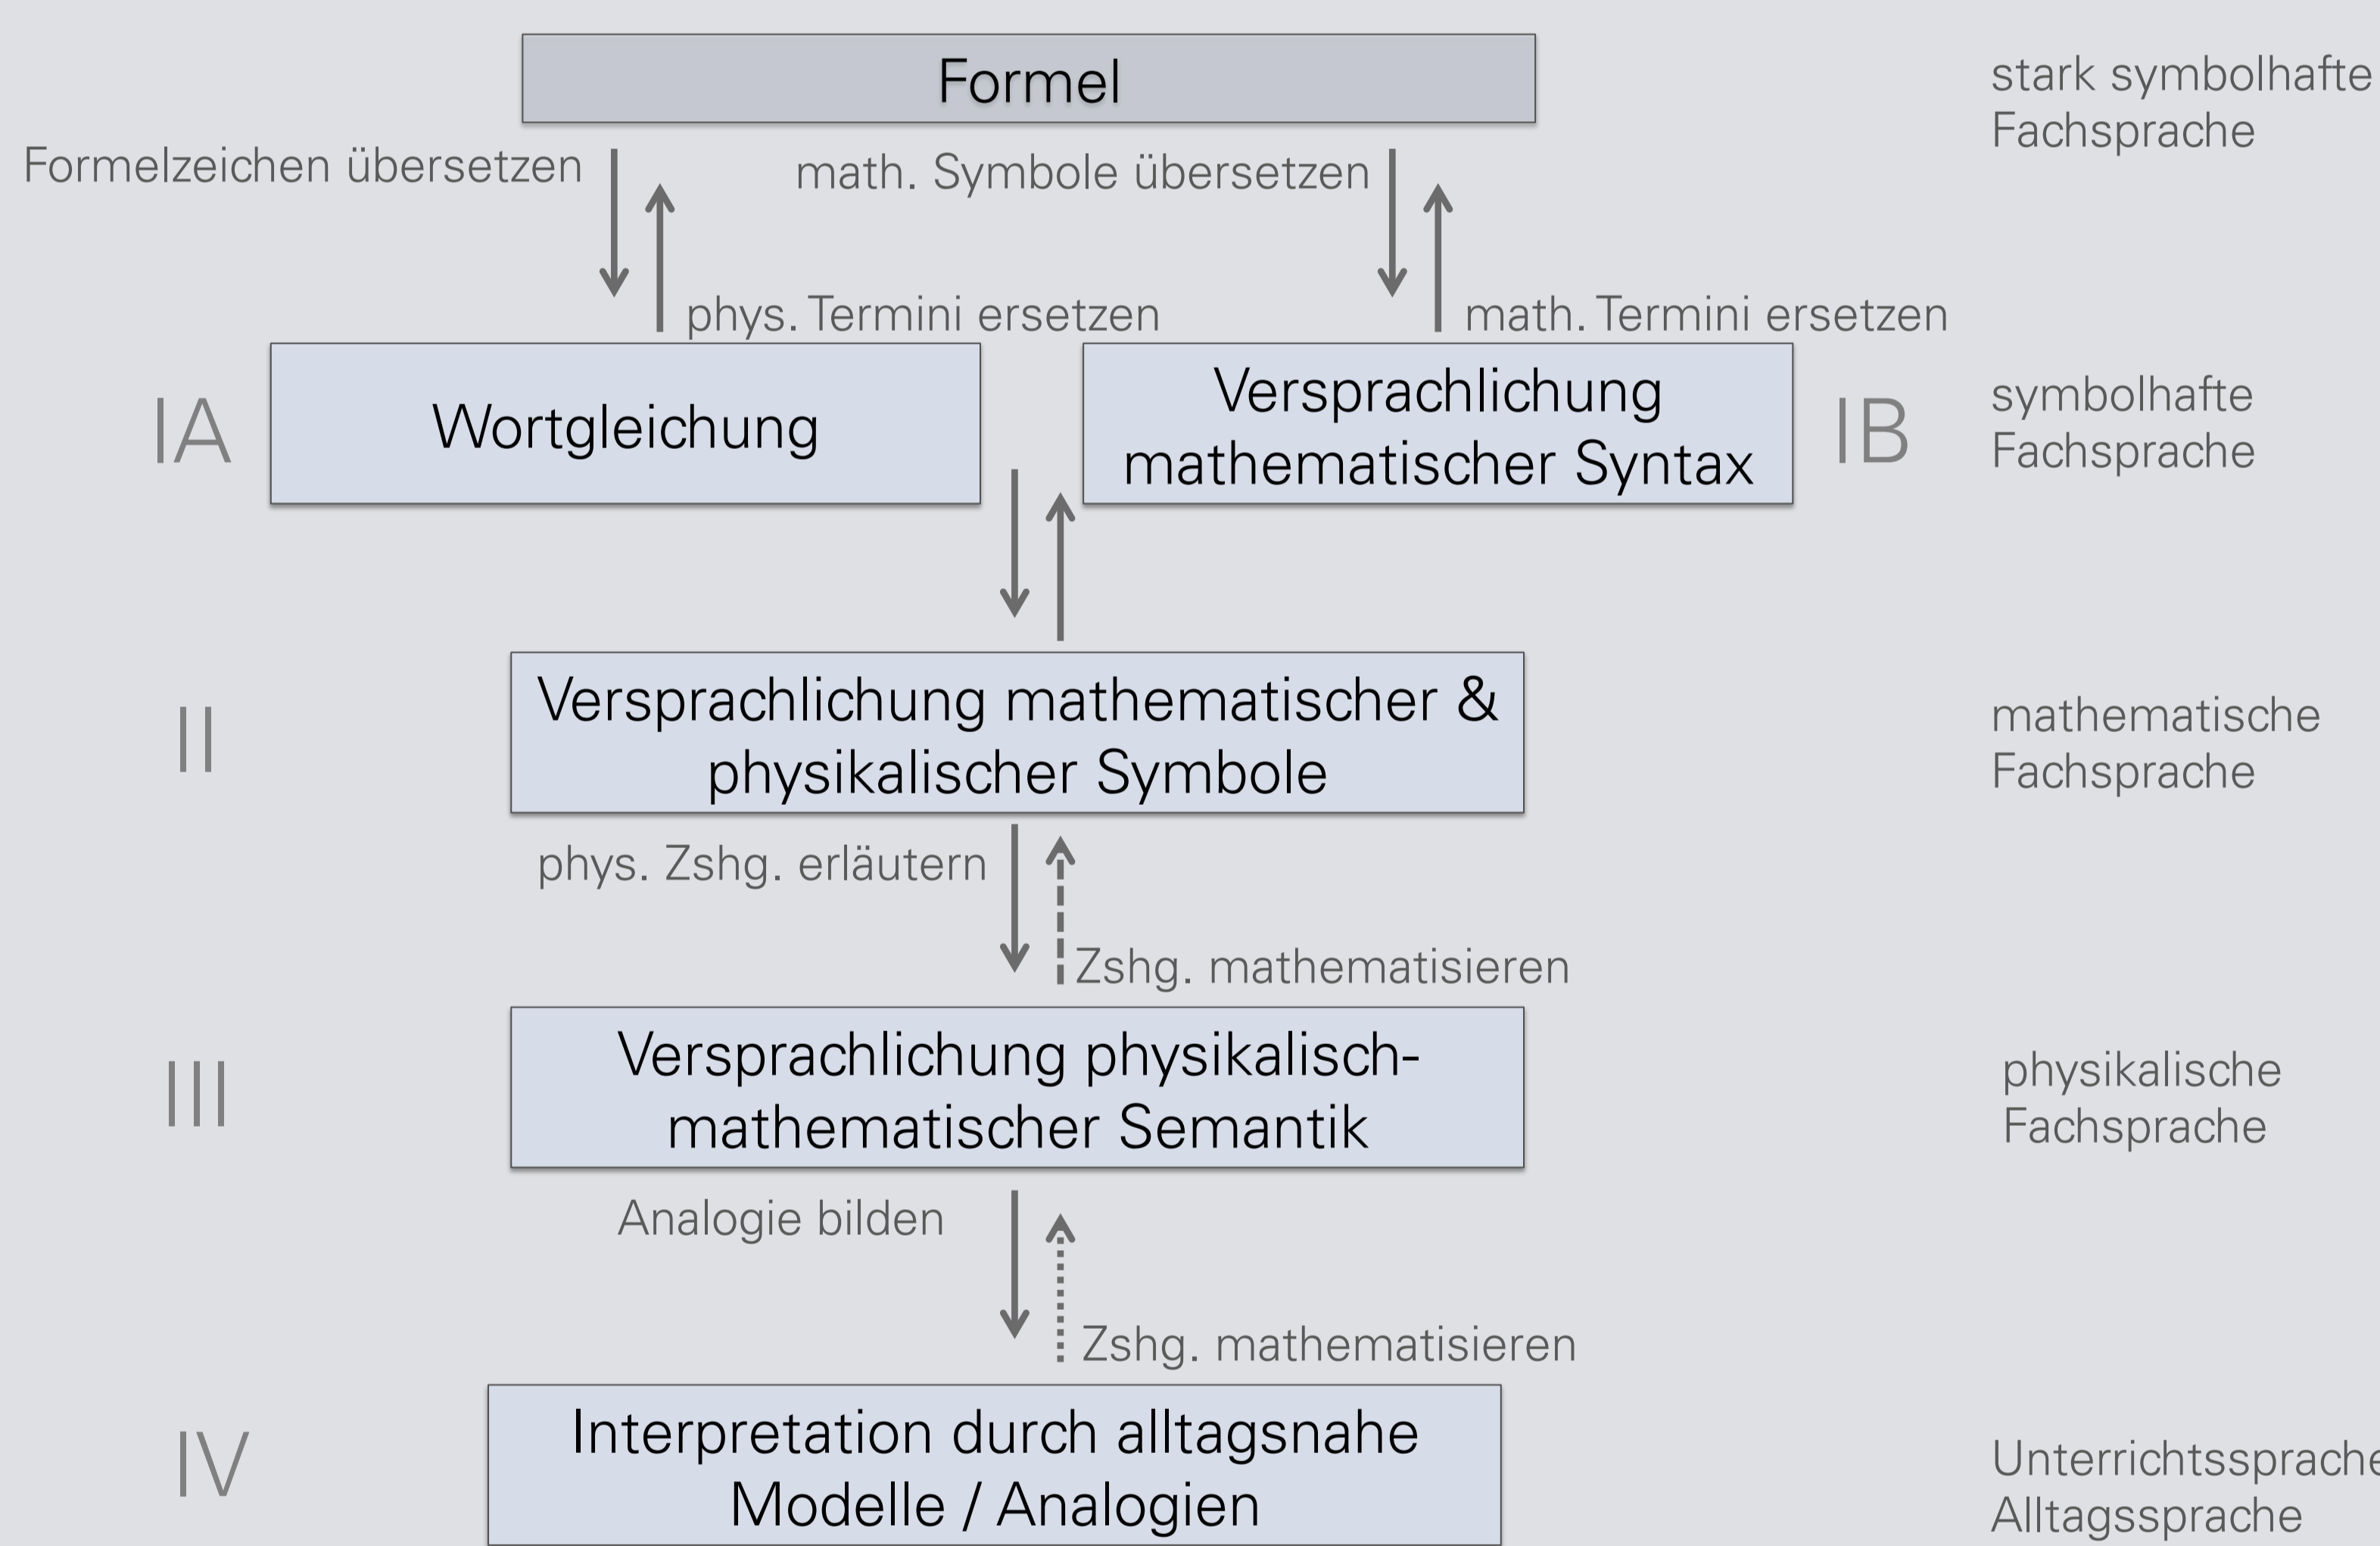 Formel
stark symbolhafte
Fachsprache
Formelzeichen übersetzen
math. Symbole übersetzen
phys. Termini ersetzen
math. Termini ersetzen
IA
Wortgleichung
Versprachlichung
mathematischer Syntax
IB
symbolhafte
Fachsprache
II
Versprachlichung mathematischer &
physikalischer Symbole
mathematische
Fachsprache
phys. Zshg. erläutern
Zshg. mathematisieren
III
Versprachlichung physikalisch-
mathematischer Semantik
physikalische
Fachsprache
Analogie bilden
Zshg. mathematisieren
IV
Interpretation durch alltagsnahe
Modelle / Analogien
Unterrichtssprache
Alltagssprache